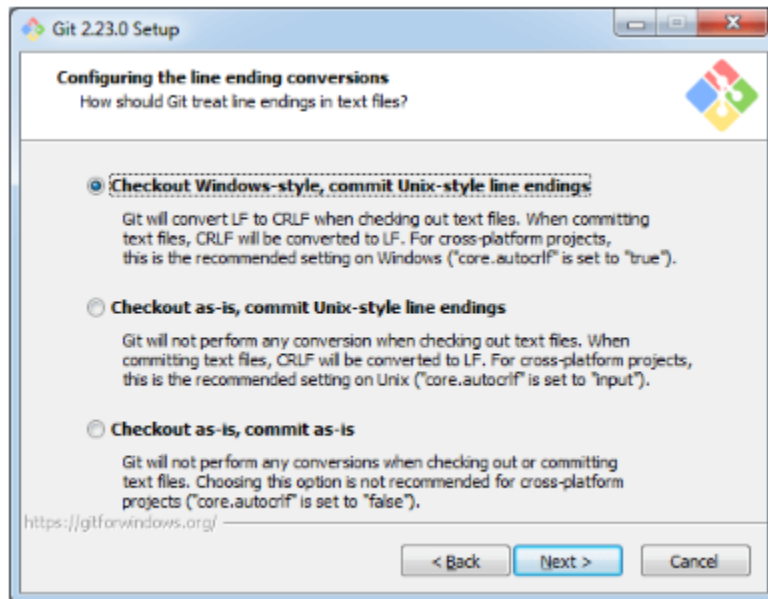 Git 2.23.0 Setup
Configuring the line ending conversions
How should Git treat line endings in text files?
Checkout Windows-style, commit Unix-style line endings
Git will convert LF to CRLF when checking out text files. When committing
text files, CRLF will be converted to LF. For cross-platform projects,
this is the recommended setting on Windows ("core.autocrlf" is set to "true").
Checkout as-is, commit Unix-style line endings
Git will not perform any conversion when checking out text files. When
committing text files, CRLF will be converted to LF. For cross-platform projects,
this is the recommended setting on Unix ("core.autocrlf" is set to "input").
Checkout as-is, commit as-is
Git will not perform any conversions when checking out or committing
text files. Choosing this option is not recommended for cross-platform
projects ("core.autocrlf" is set to "false").
https://gitforwindows.org/
< Back Next > Cancel